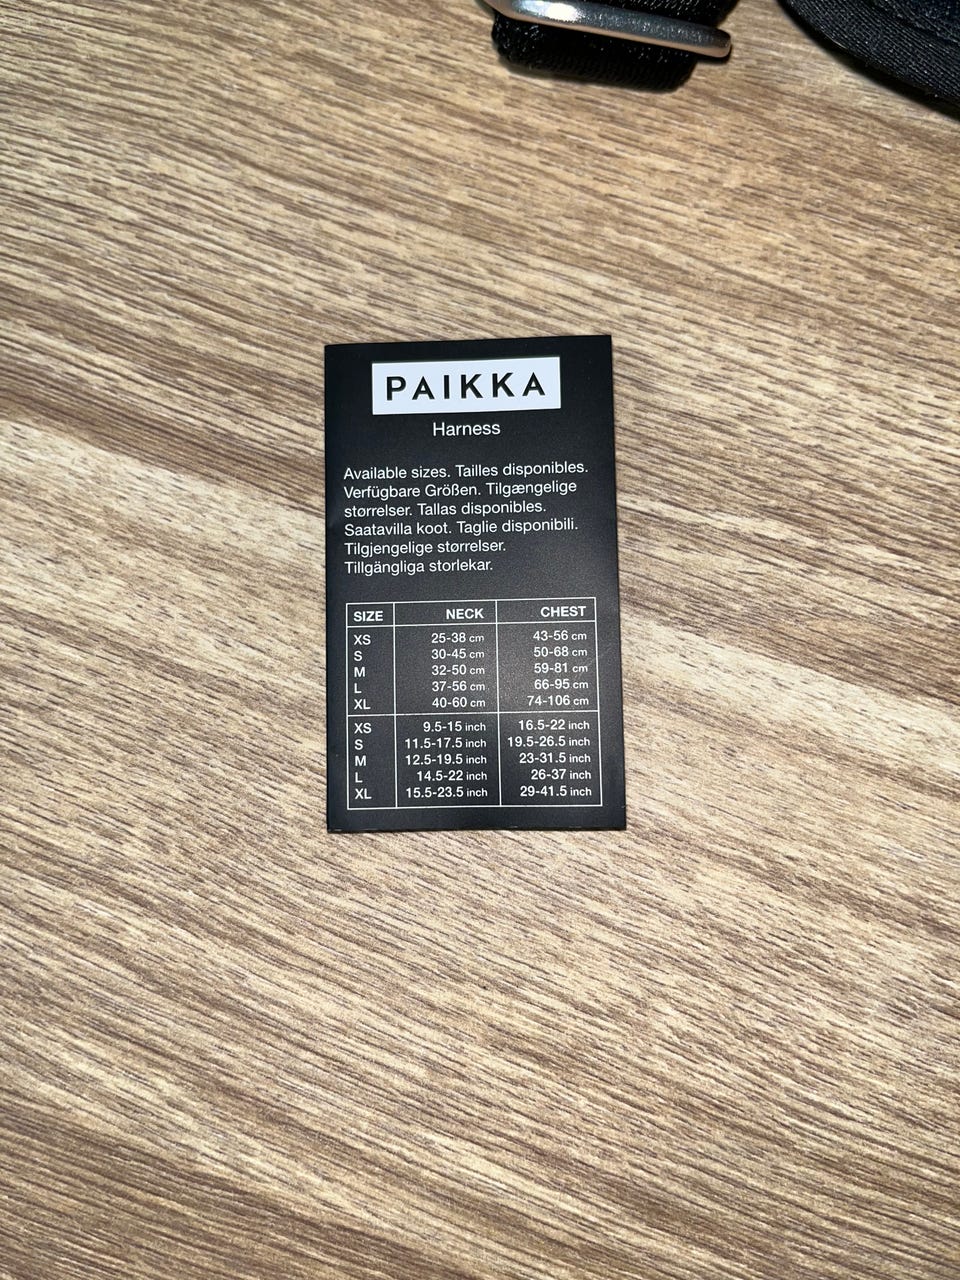 PAIKKA
Harness
Available sizes. Tailles disponibles.
Verfügbare Größen. Tilgængelige
størrelser. Tallas disponibles.
Saatavilla koot. Taglie disponibili.
Tilgjengelige størrelser.
Tillgängliga storlekar.
SIZE NECK CHEST
XS 25-38 cm 43-56 cm
S 30-45 cm 50-68 cm
M 32-50 cm 59-81 cm
L 37-56 cm 66-95 cm
XL 40-60 cm 74-106 cm
XS 9.5-15 inch 16.5-22 inch
S 11.5-17.5 inch 19.5-26.5 inch
M 12.5-19.5 inch 23-31.5 inch
L 14.5-22 inch 26-37 inch
XL 15.5-23.5 inch 29-41.5 inch